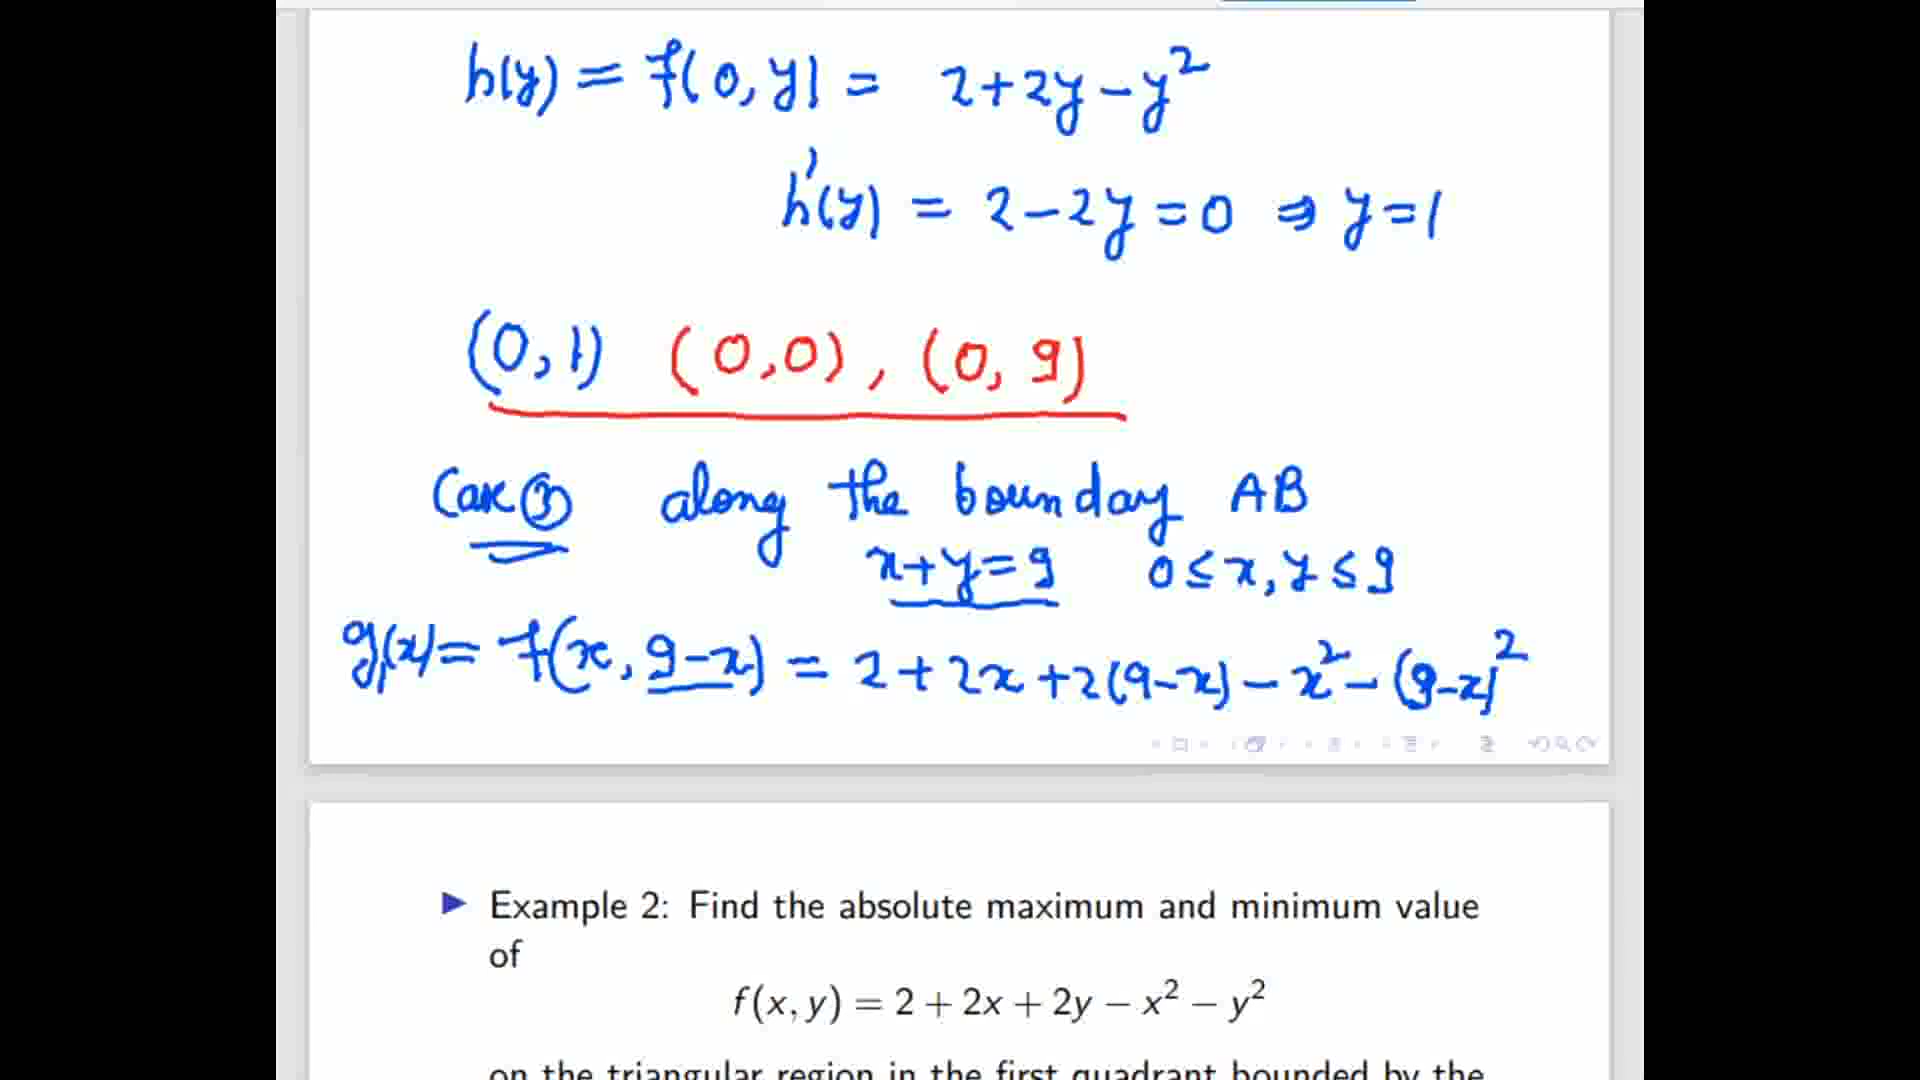 h(y) = f(0, y) = 2+2y-y²
h'(y) = 2-2y = 0 ⇒ y=1
(0,1) (0,0), (0,9)
Case ③ along the boundary AB
x+y=9 0≤x,y≤9
g₁(x) = f(x, 9-x) = 2+2x+2(9-x)-x²-(9-x)²
▶ Example 2: Find the absolute maximum and minimum value
of
f(x, y) = 2 + 2x + 2y − x² − y²
on the triangular region in the first quadrant bounded by the